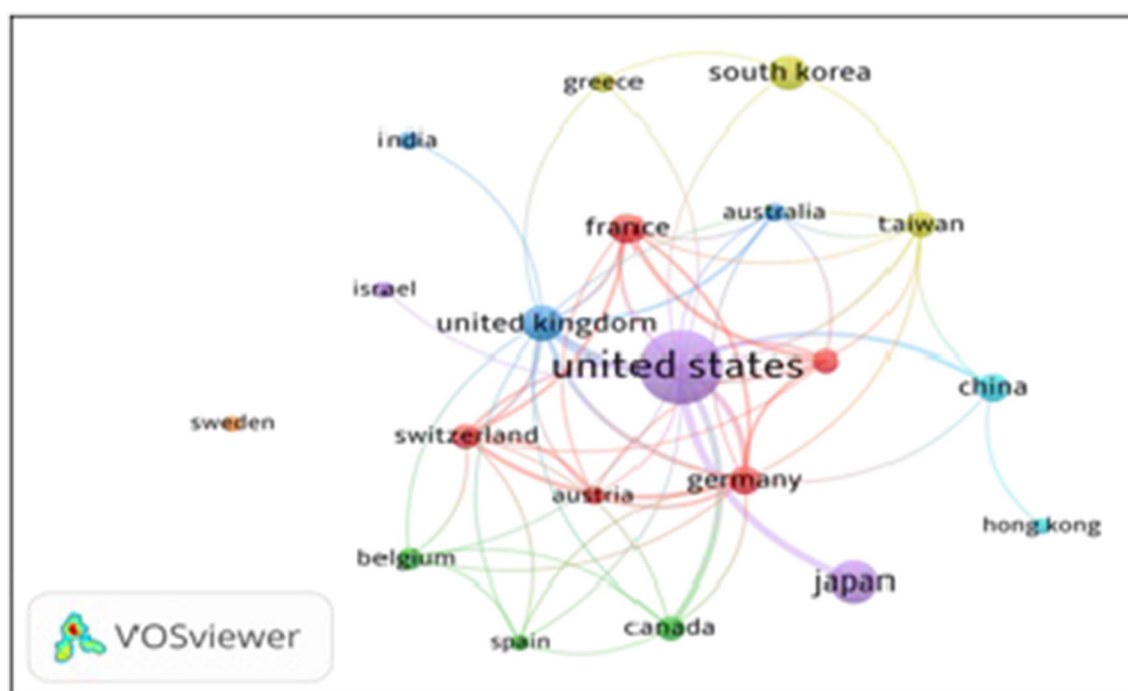 south korea
greece
india
australia
france
taiwan
israel
united kingdom
united states
china
sweden
switzerland
germany
austria
hong kong
belgium
japan
canada
spain
VOSviewer